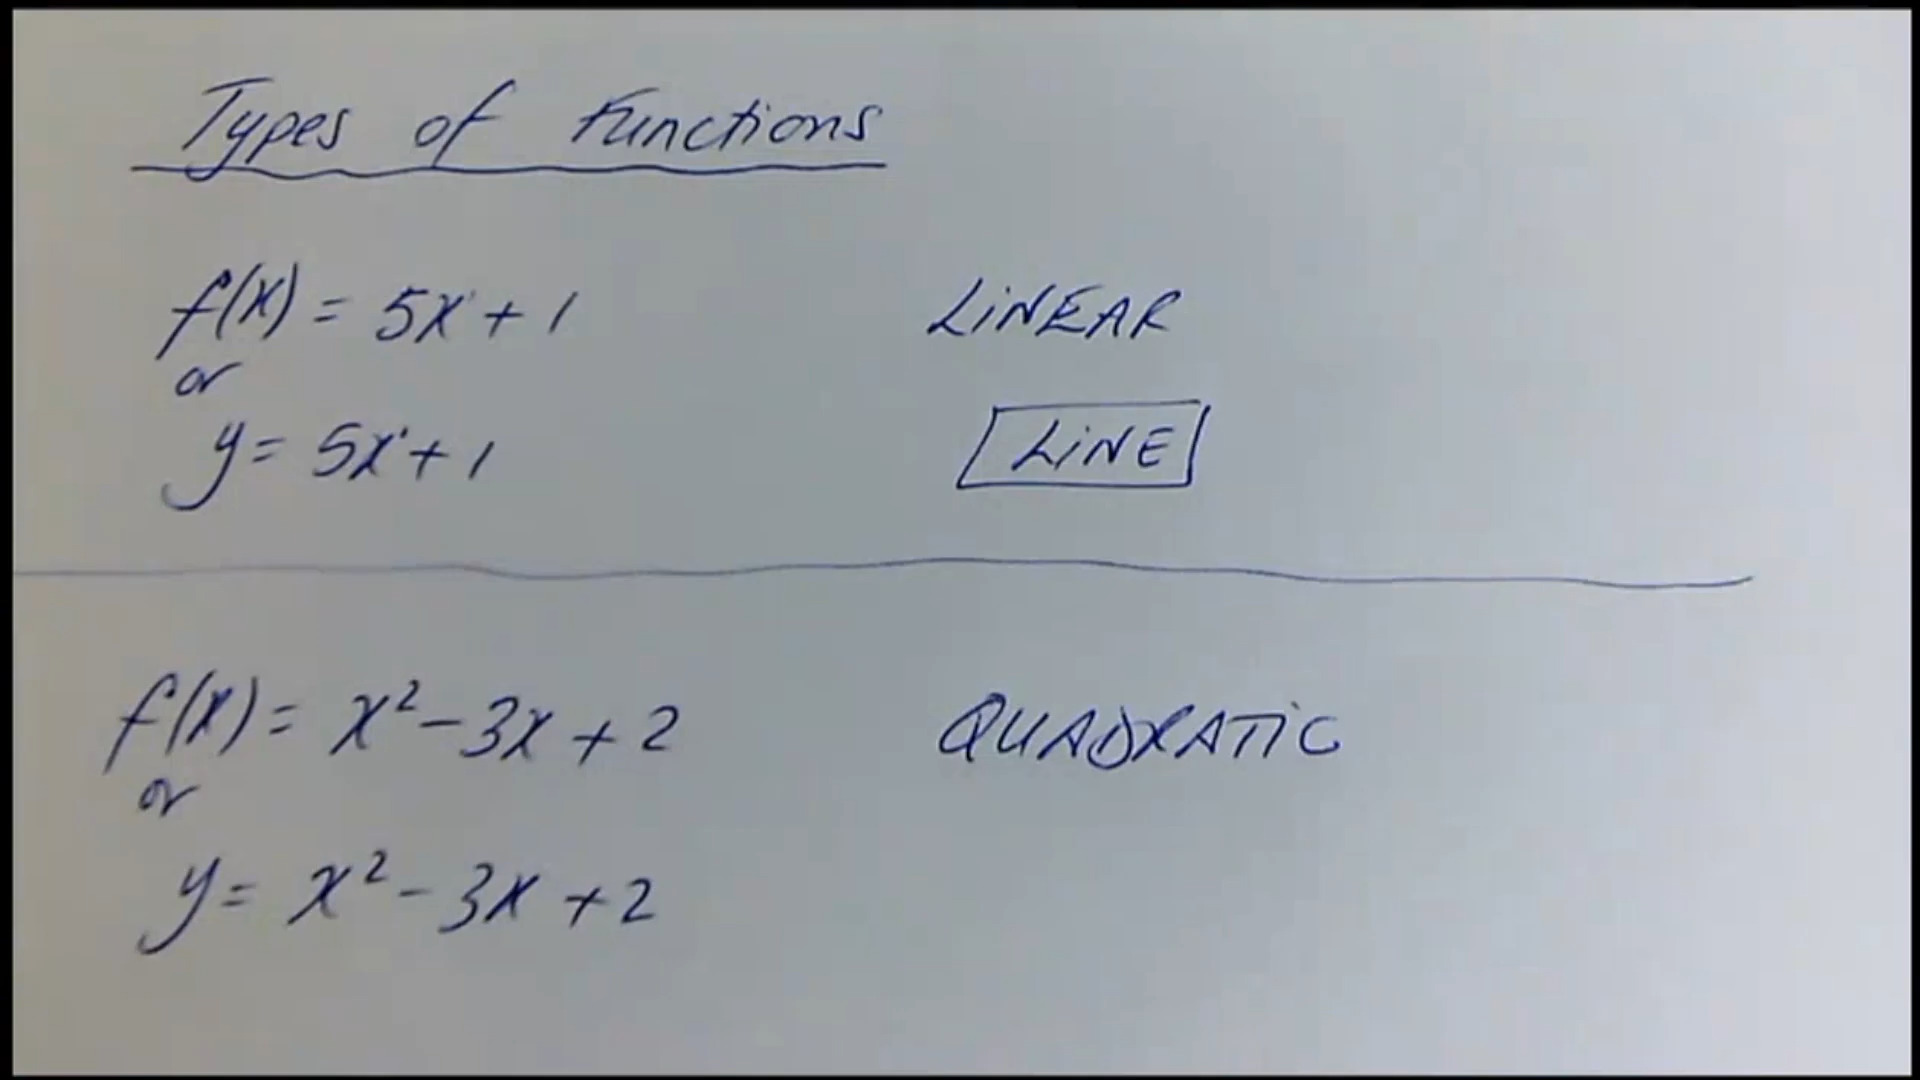 Types of Functions
f(x) = 5x + 1 LINEAR
or
y = 5x + 1 LINE
f(x) = x² - 3x + 2 QUADRATIC
or
y = x² - 3x + 2